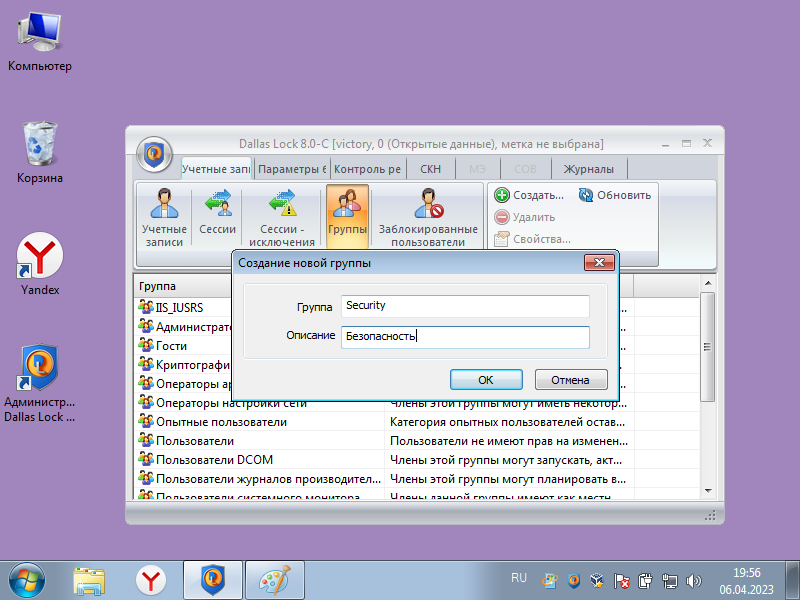 Компьютер
Корзина
Yandex
Администр...
Dallas Lock ...
Dallas Lock 8.0-C [victory, 0 (Открытые данные), метка не выбрана]
Учетные запи
Параметры б
Контроль ре
СКН
МЭ
СОВ
Журналы
Учетные записи
Сессии
Сессии - исключения
Группы
Заблокированные пользователи
Создать...
Обновить
Удалить
Свойства...
Создание новой группы
Группа Security
Описание Безопасность
ОК
Отмена
Группа
IIS_IUSRS
Администрато
Гости
Криптографи
Операторы ар
Операторы настройки сети Члены этой группы могут иметь некотор...
Опытные пользователи Категория опытных пользователей остав...
Пользователи Пользователи не имеют прав на изменен...
Пользователи DCOM Члены этой группы могут запускать, акт...
Пользователи журналов производител... Члены этой группы могут планировать в...
Пользователи системного монитора Члены данной группы имеют как местн
RU
19:56
06.04.2023